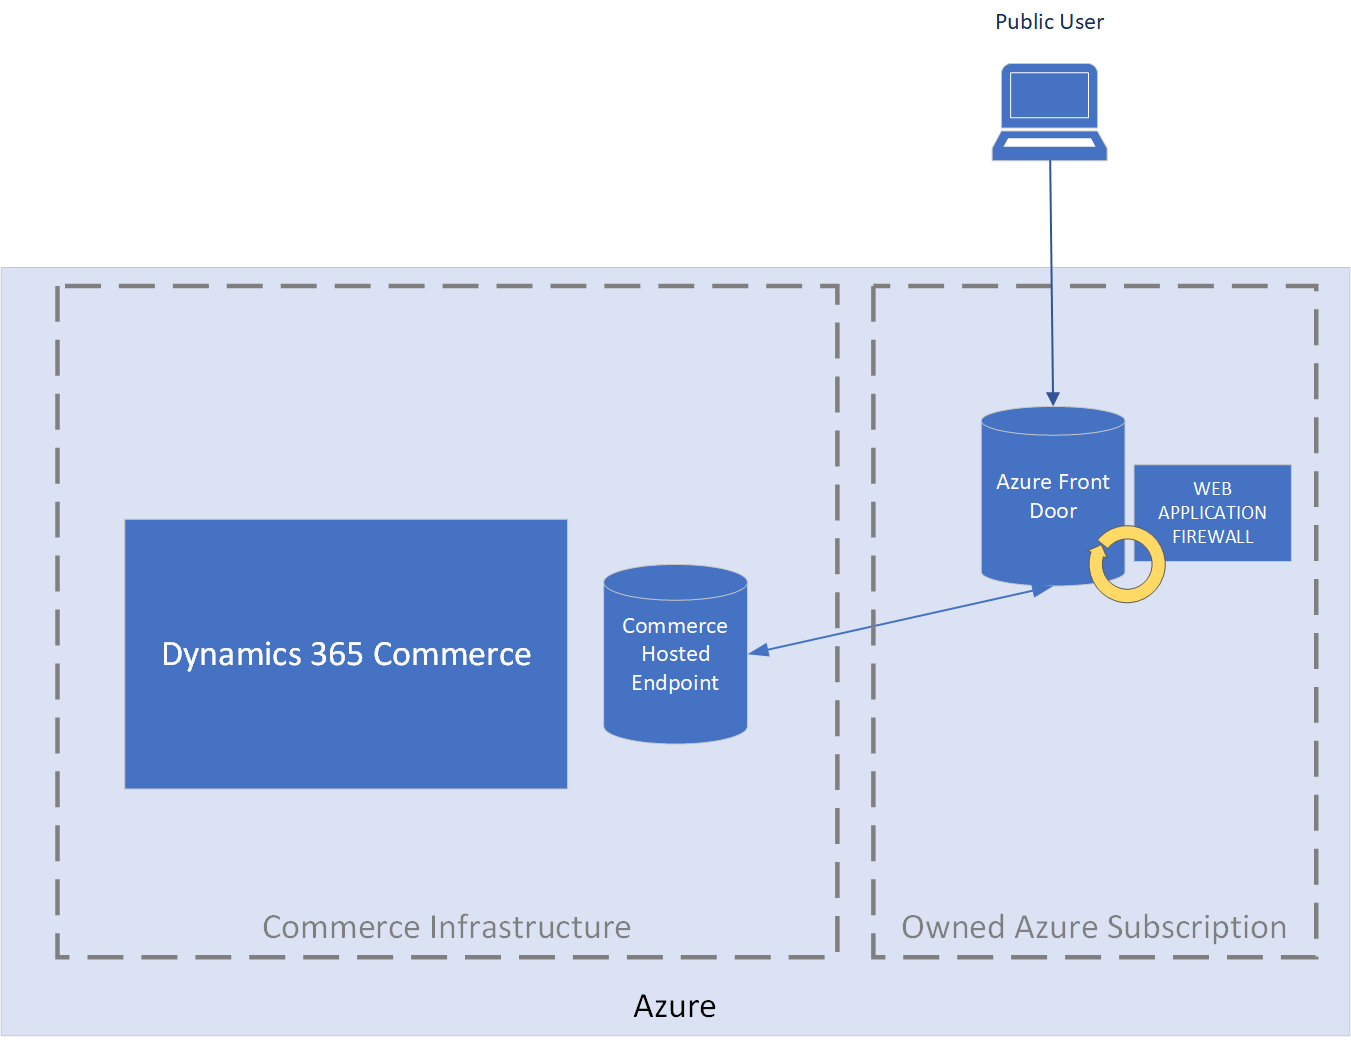 Public User
Azure Front
Door
WEB
APPLICATION
FIREWALL
Dynamics 365 Commerce
Commerce
Hosted
Endpoint
Commerce Infrastructure
Owned Azure Subscription
Azure